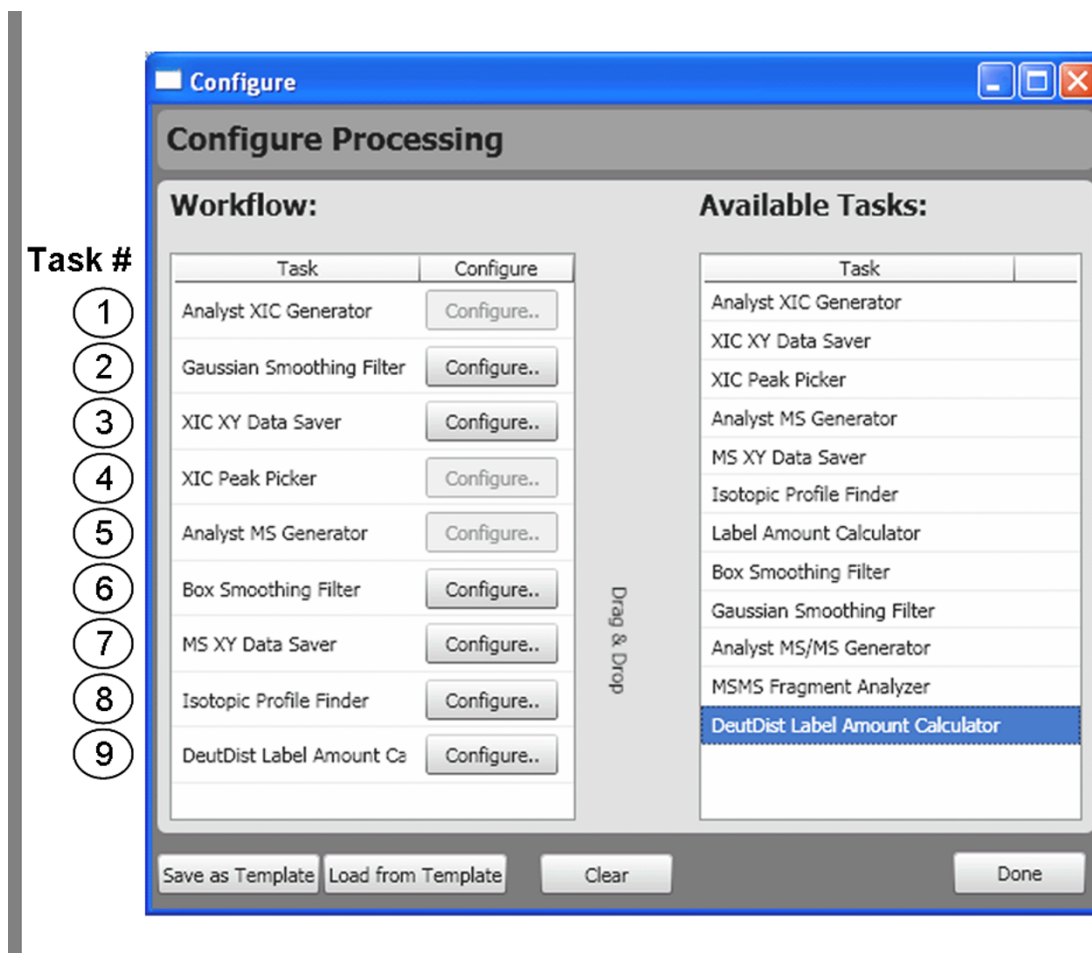 Configure
Configure Processing
Workflow:
Task #
Task Configure
1 Analyst XIC Generator Configure..
2 Gaussian Smoothing Filter Configure..
3 XIC XY Data Saver Configure..
4 XIC Peak Picker Configure..
5 Analyst MS Generator Configure..
6 Box Smoothing Filter Configure..
7 MS XY Data Saver Configure..
8 Isotopic Profile Finder Configure..
9 DeutDist Label Amount Ca Configure..
Drag & Drop
Available Tasks:
Task
Analyst XIC Generator
XIC XY Data Saver
XIC Peak Picker
Analyst MS Generator
MS XY Data Saver
Isotopic Profile Finder
Label Amount Calculator
Box Smoothing Filter
Gaussian Smoothing Filter
Analyst MS/MS Generator
MSMS Fragment Analyzer
DeutDist Label Amount Calculator
Save as Template Load from Template Clear Done